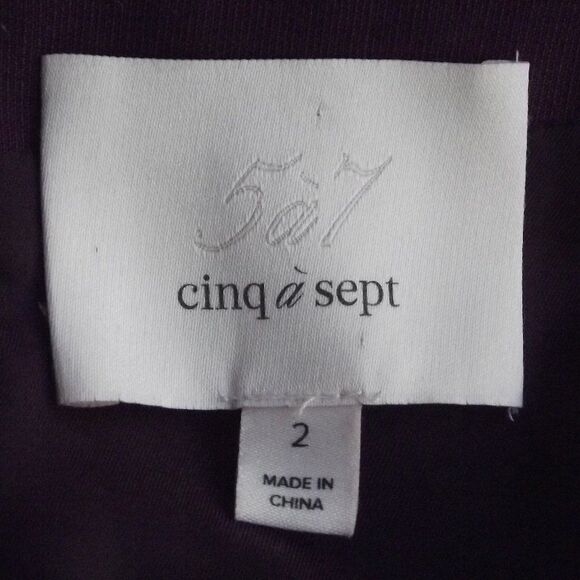 5à7
cinq à sept
2
MADE IN
CHINA